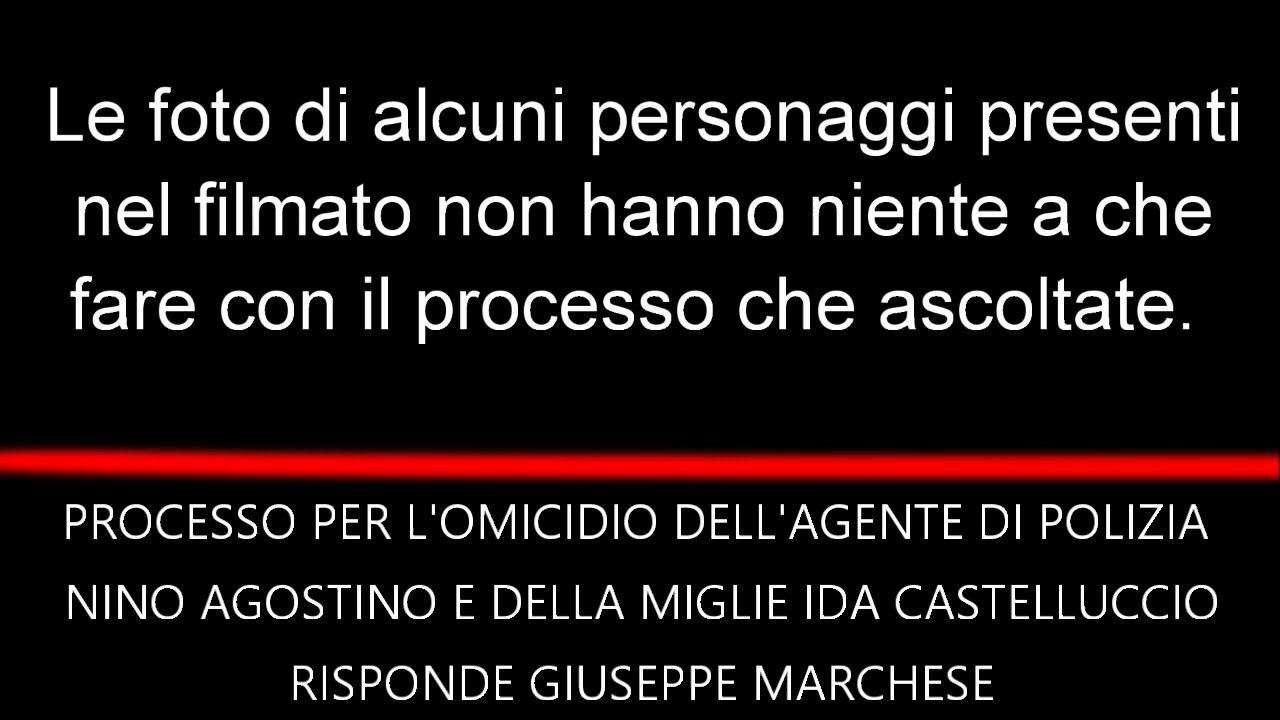 Le foto di alcuni personaggi presenti
nel filmato non hanno niente a che
fare con il processo che ascoltate.
PROCESSO PER L'OMICIDIO DELL'AGENTE DI POLIZIA
NINO AGOSTINO E DELLA MIGLIE IDA CASTELLUCCIO
RISPONDE GIUSEPPE MARCHESE